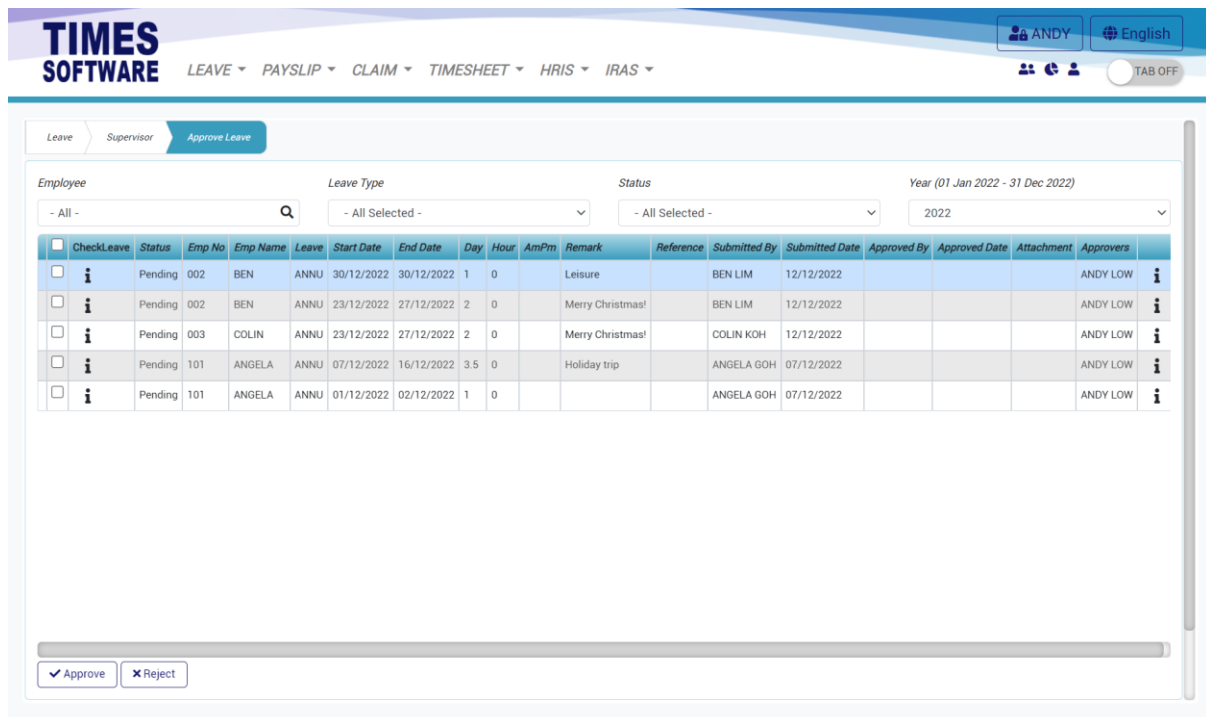 TIMES
SOFTWARE
ANDY English
LEAVE PAYSLIP CLAIM TIMESHEET HRIS IRAS TAB OFF
Leave Supervisor Approve Leave
Employee Leave Type Status Year (01 Jan 2022 - 31 Dec 2022)
- All - - All Selected - - All Selected - 2022
CheckLeave Status Emp No Emp Name Leave Start Date End Date Day Hour AmPm Remark Reference Submitted By Submitted Date Approved By Approved Date Attachment Approvers
Pending 002 BEN ANNU 30/12/2022 30/12/2022 1 0 Leisure BEN LIM 12/12/2022 ANDY LOW
Pending 002 BEN ANNU 23/12/2022 27/12/2022 2 0 Merry Christmas! BEN LIM 12/12/2022 ANDY LOW
Pending 003 COLIN ANNU 23/12/2022 27/12/2022 2 0 Merry Christmas! COLIN KOH 12/12/2022 ANDY LOW
Pending 101 ANGELA ANNU 07/12/2022 16/12/2022 3.5 0 Holiday trip ANGELA GOH 07/12/2022 ANDY LOW
Pending 101 ANGELA ANNU 01/12/2022 02/12/2022 1 0 ANGELA GOH 07/12/2022 ANDY LOW
Approve Reject